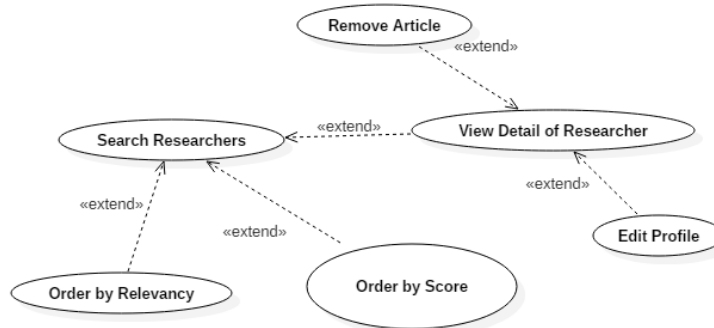 Remove Article
«extend»
«extend»
View Detail of Researcher
Search Researchers
«extend»
«extend»
«extend»
Edit Profile
Order by Relevancy
Order by Score